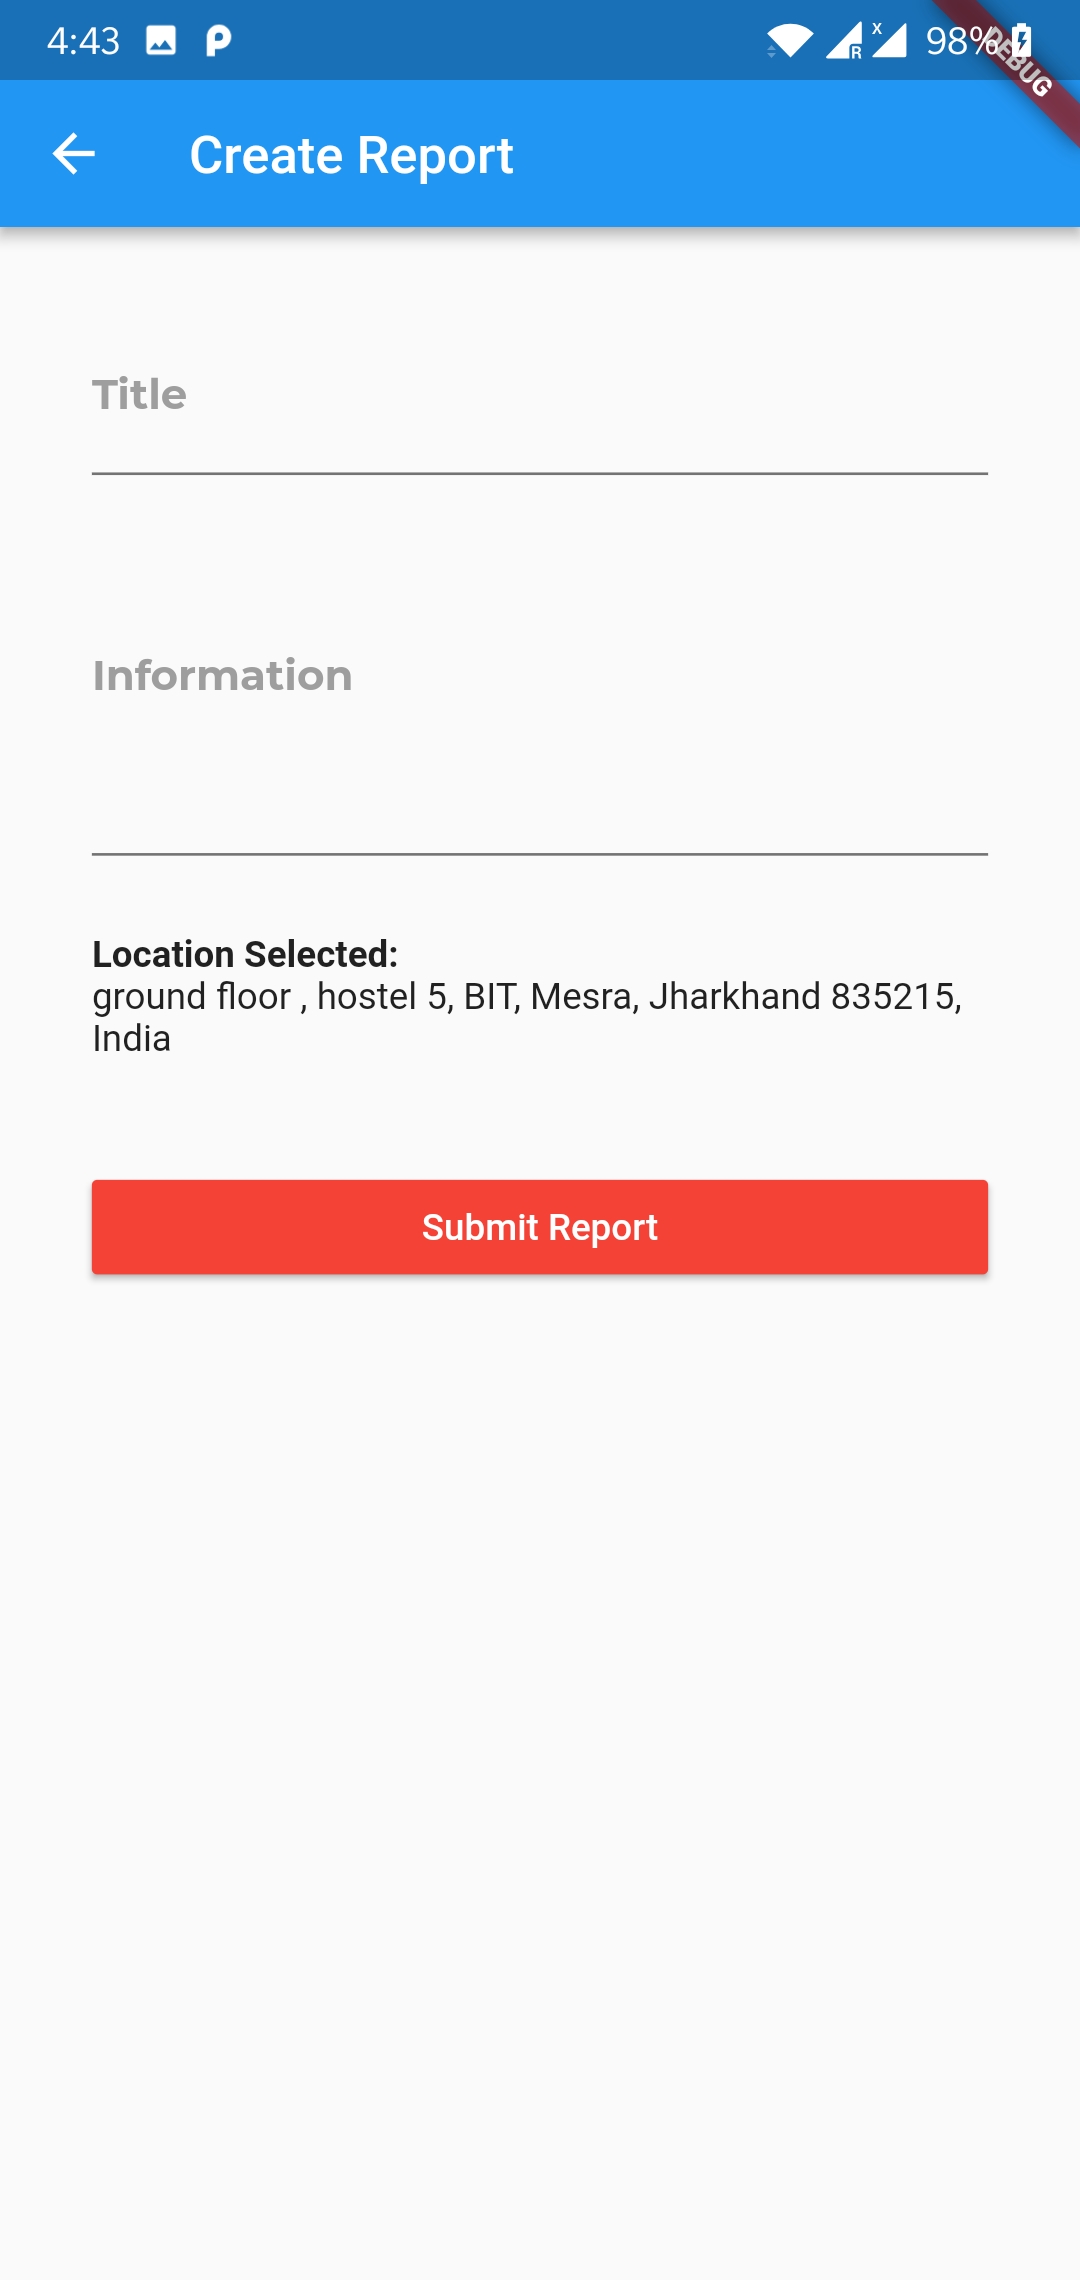 4:43
R
x
98%
DEBUG
Create Report
Title
Information
Location Selected:
ground floor , hostel 5, BIT, Mesra, Jharkhand 835215,
India
Submit Report